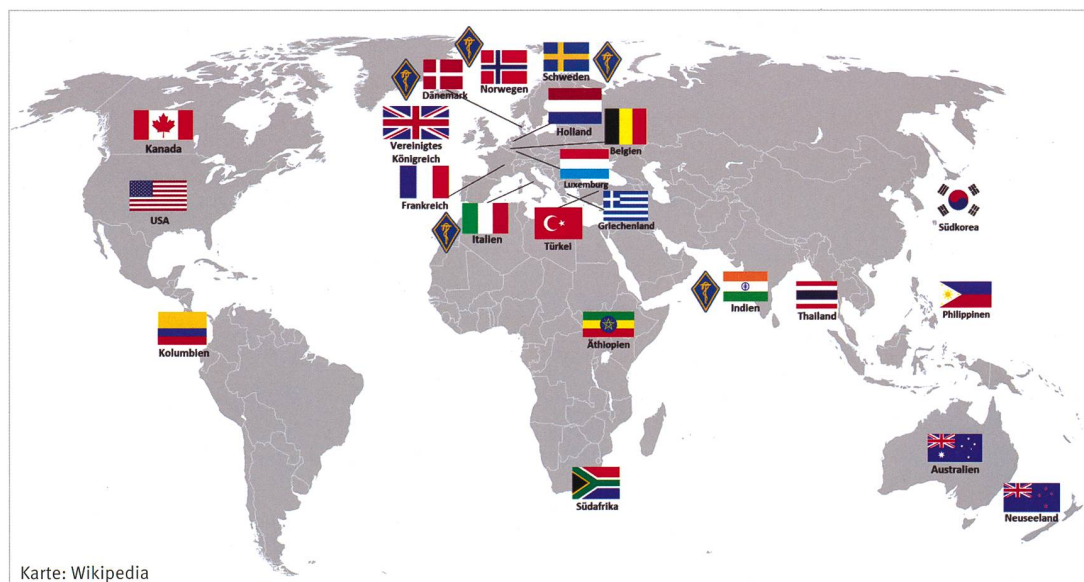 Norwegen
Schweden
Dänemark
Holland
Kanada
Vereinigtes
Königreich
Belgien
Luxemburg
USA
Frankreich
Griechenland
Italien
Türkei
Südkorea
Indien
Thailand
Philippinen
Äthiopien
Kolumbien
Australien
Südafrika
Neuseeland
Karte: Wikipedia